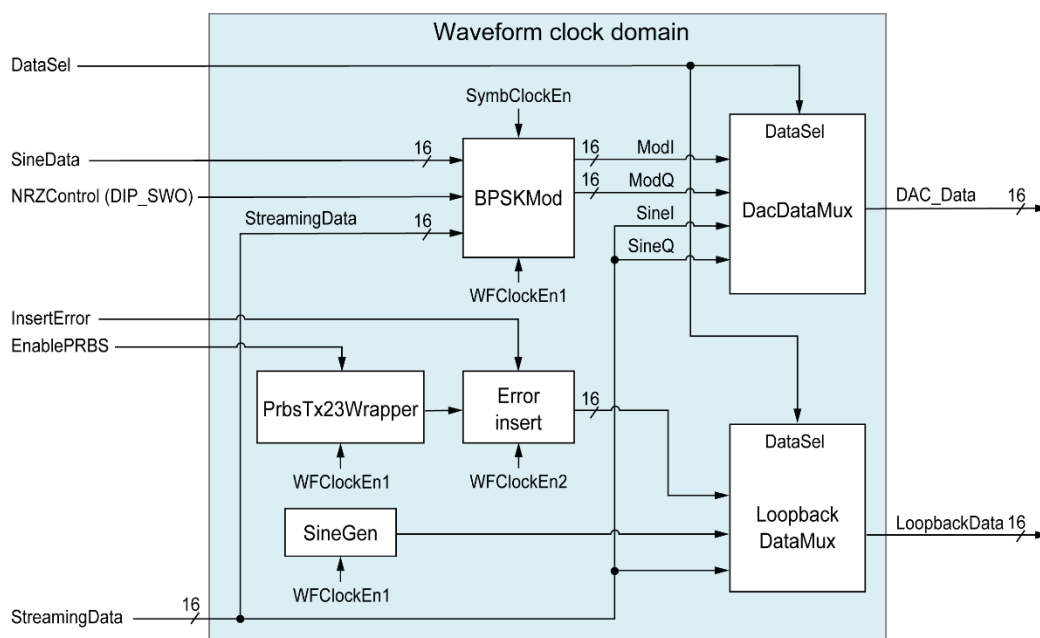 Waveform clock domain
DataSel
SymbClockEn
DataSel
SineData
16
16
ModI
NRZControl (DIP_SWO)
BPSKMod
16
ModQ
DacDataMux
DAC_Data
16
StreamingData
16
SineI
SineQ
WFClockEn1
InsertError
EnablePRBS
PrbsTx23Wrapper
Error
insert
16
DataSel
WFClockEn1
WFClockEn2
SineGen
Loopback
DataMux
LoopbackData
16
WFClockEn1
StreamingData
16